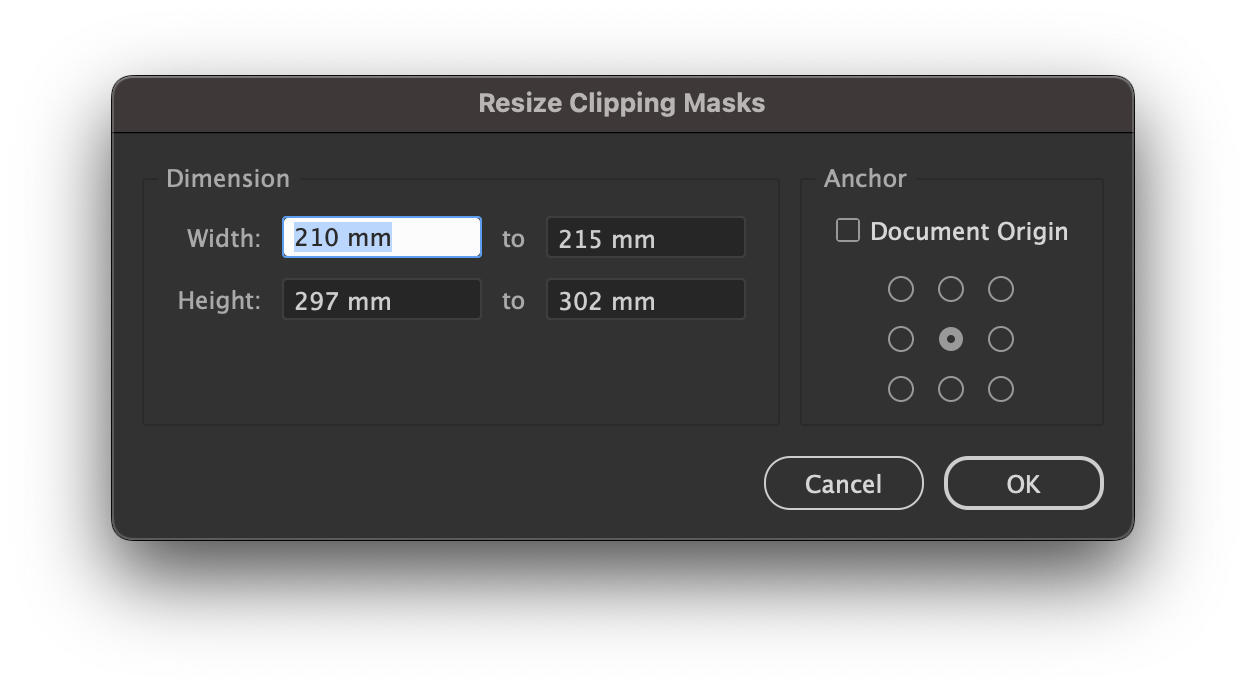 Resize Clipping Masks
Dimension
Width: 210 mm to 215 mm
Height: 297 mm to 302 mm
Anchor
Document Origin
Cancel OK